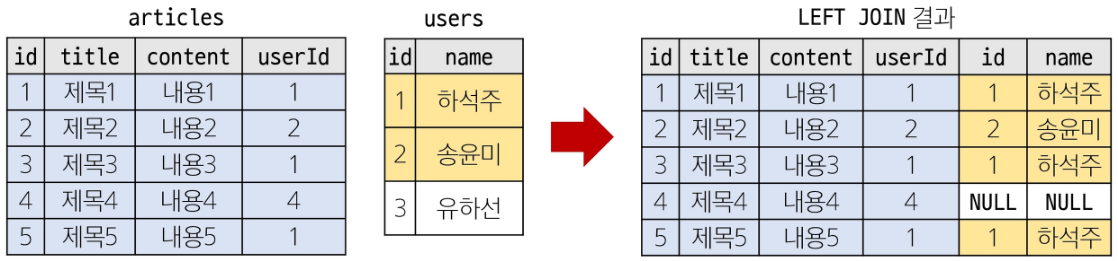 articles
id title content userId
1 제목1 내용1 1
2 제목2 내용2 2
3 제목3 내용3 1
4 제목4 내용4 4
5 제목5 내용5 1
users
id name
1 하석주
2 송윤미
3 유하선
LEFT JOIN 결과
id title content userId id name
1 제목1 내용1 1 1 하석주
2 제목2 내용2 2 2 송윤미
3 제목3 내용3 1 1 하석주
4 제목4 내용4 4 NULL NULL
5 제목5 내용5 1 1 하석주